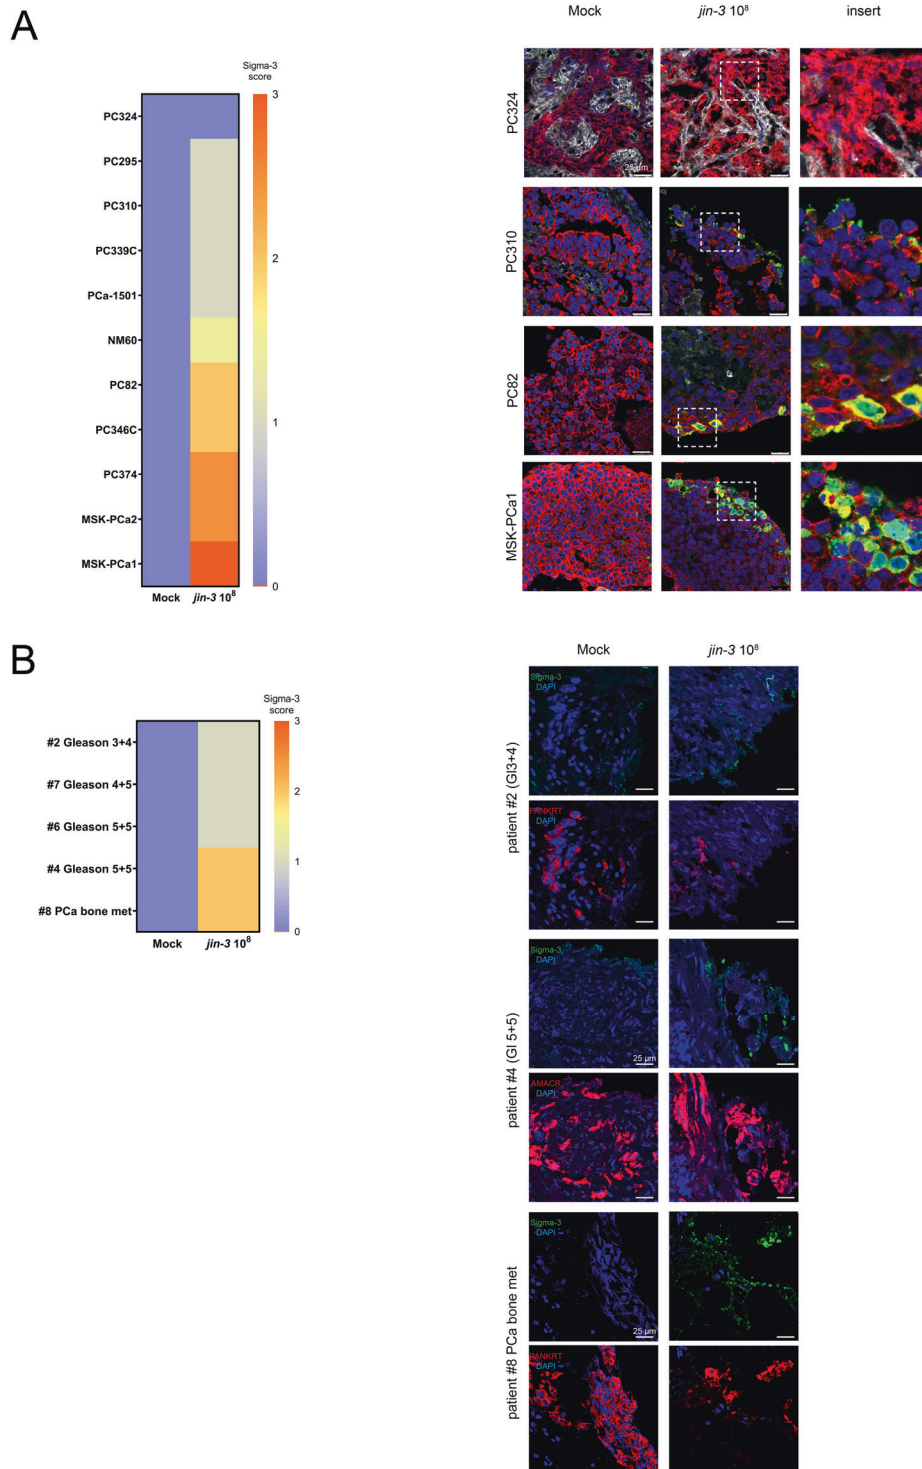 A
Sigma-3
score
3
2
1
0
PC324
PC295
PC310
PC339C
PCa-1501
NM60
PC82
PC346C
PC374
MSK-PCa2
MSK-PCa1
Mock
jin-3 10⁸
Mock
jin-3 10⁸
insert
PC324
25 µm
PC310
PC82
MSK-PCa1
B
Sigma-3
score
3
2
1
0
#2 Gleason 3+4
#7 Gleason 4+5
#6 Gleason 5+5
#4 Gleason 5+5
#8 PCa bone met
Mock
jin-3 10⁸
Mock
jin-3 10⁸
patient #2 (Gl3+4)
Sigma-3
DAPI
PANKRT
DAPI
patient #4 (Gl 5+5)
Sigma-3
DAPI
25 µm
AMACR
DAPI
patient #8 PCa bone met
Sigma-3
DAPI
25 µm
PANKRT
DAPI